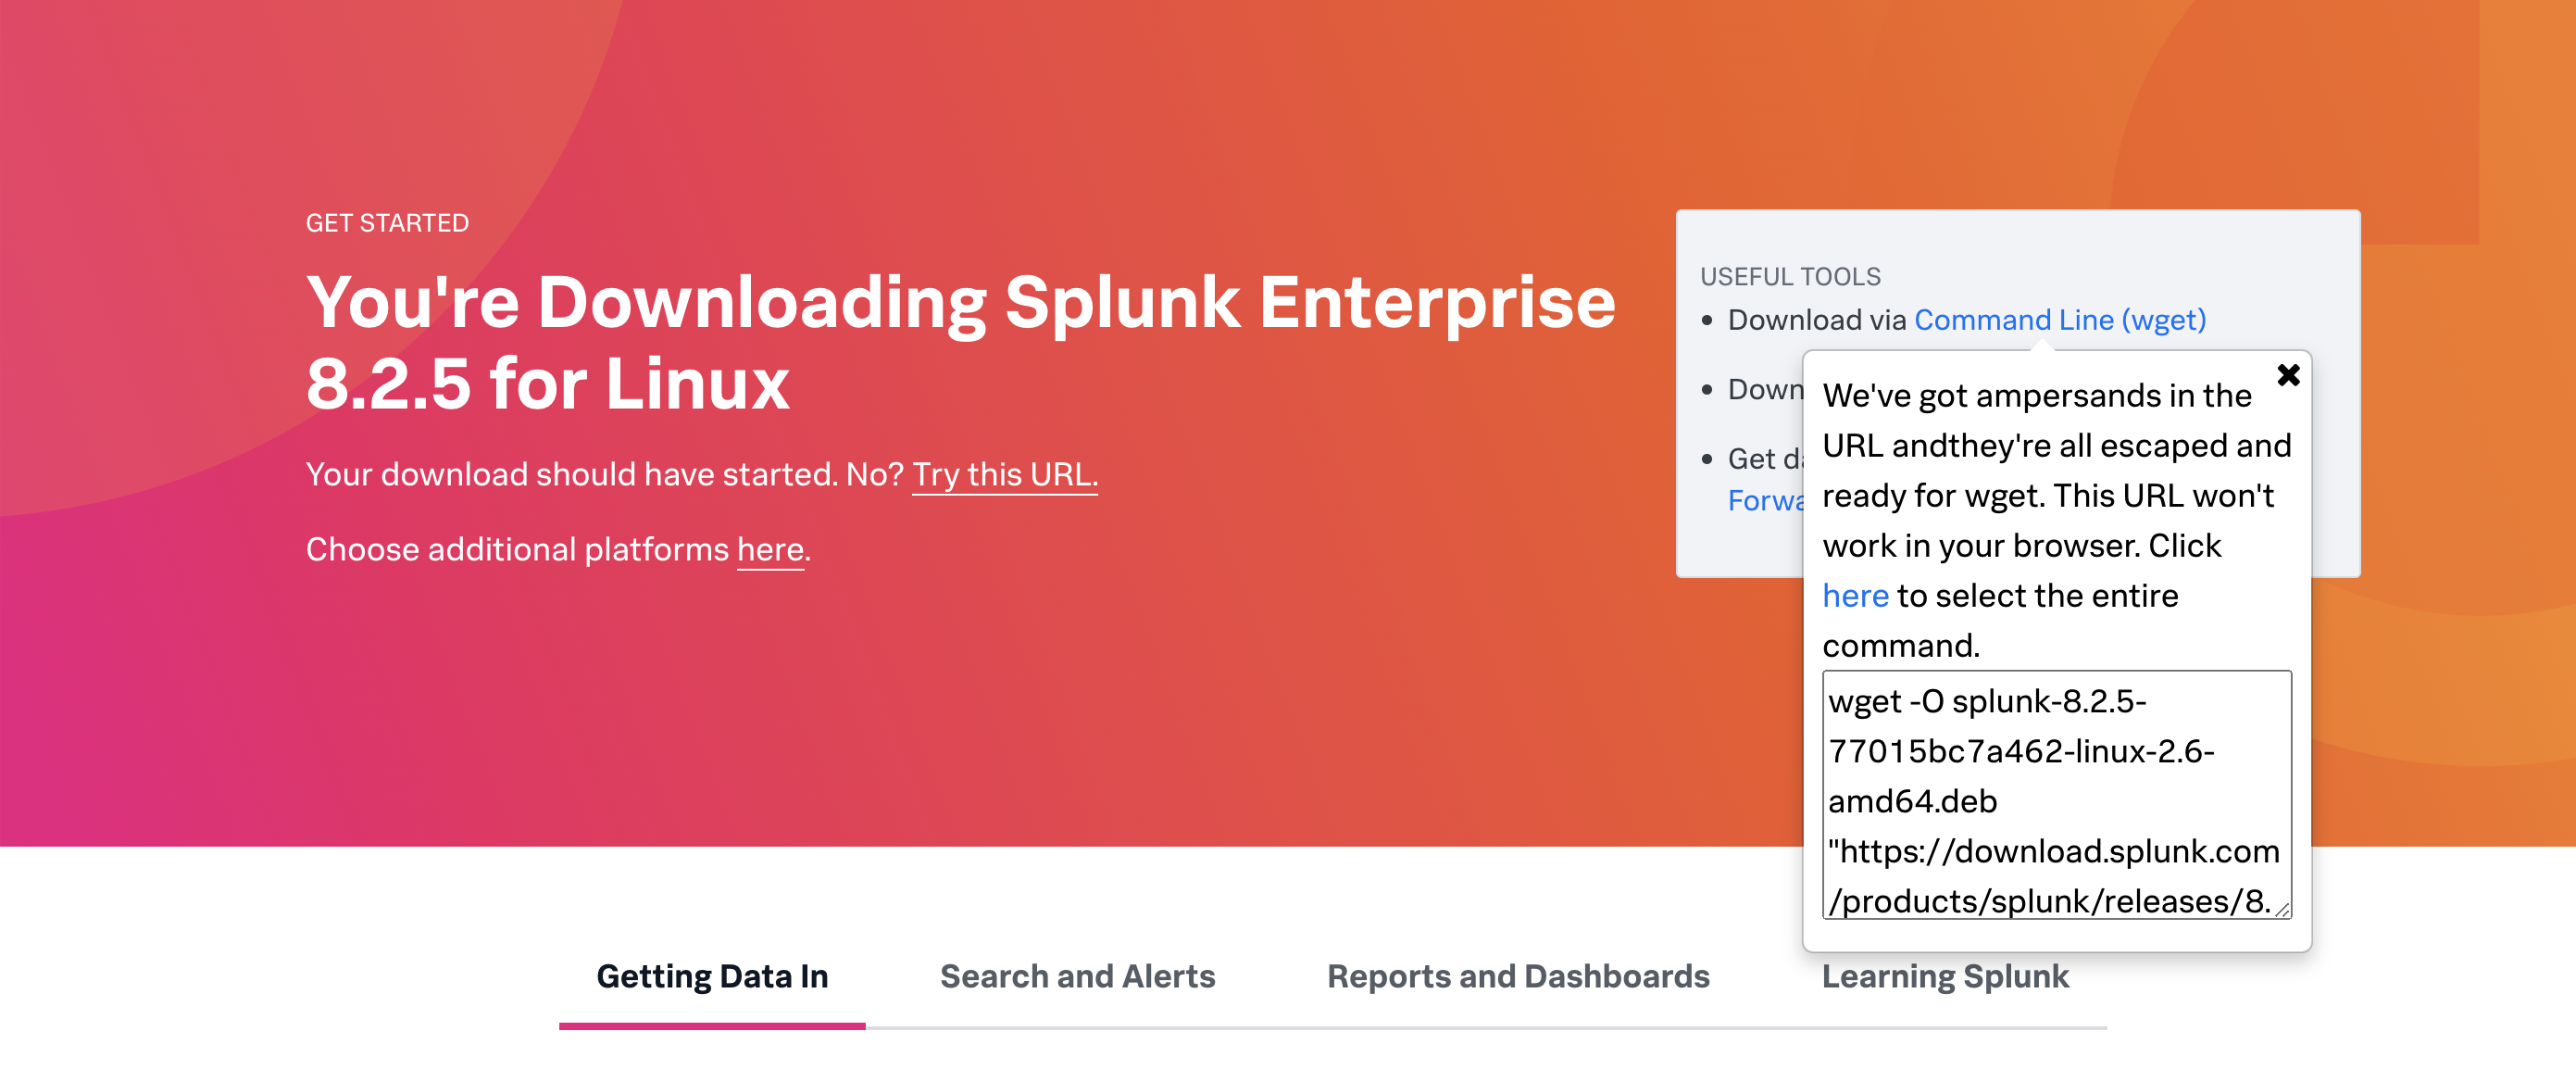 GET STARTED
You're Downloading Splunk Enterprise
8.2.5 for Linux
Your download should have started. No? Try this URL.
Choose additional platforms here.
USEFUL TOOLS
• Download via Command Line (wget)
• Down
• Get d
Forwa
We've got ampersands in the
URL andthey're all escaped and
ready for wget. This URL won't
work in your browser. Click
here to select the entire
command.
wget -O splunk-8.2.5-
77015bc7a462-linux-2.6-
amd64.deb
"https://download.splunk.com
/products/splunk/releases/8.
Getting Data In
Search and Alerts
Reports and Dashboards
Learning Splunk